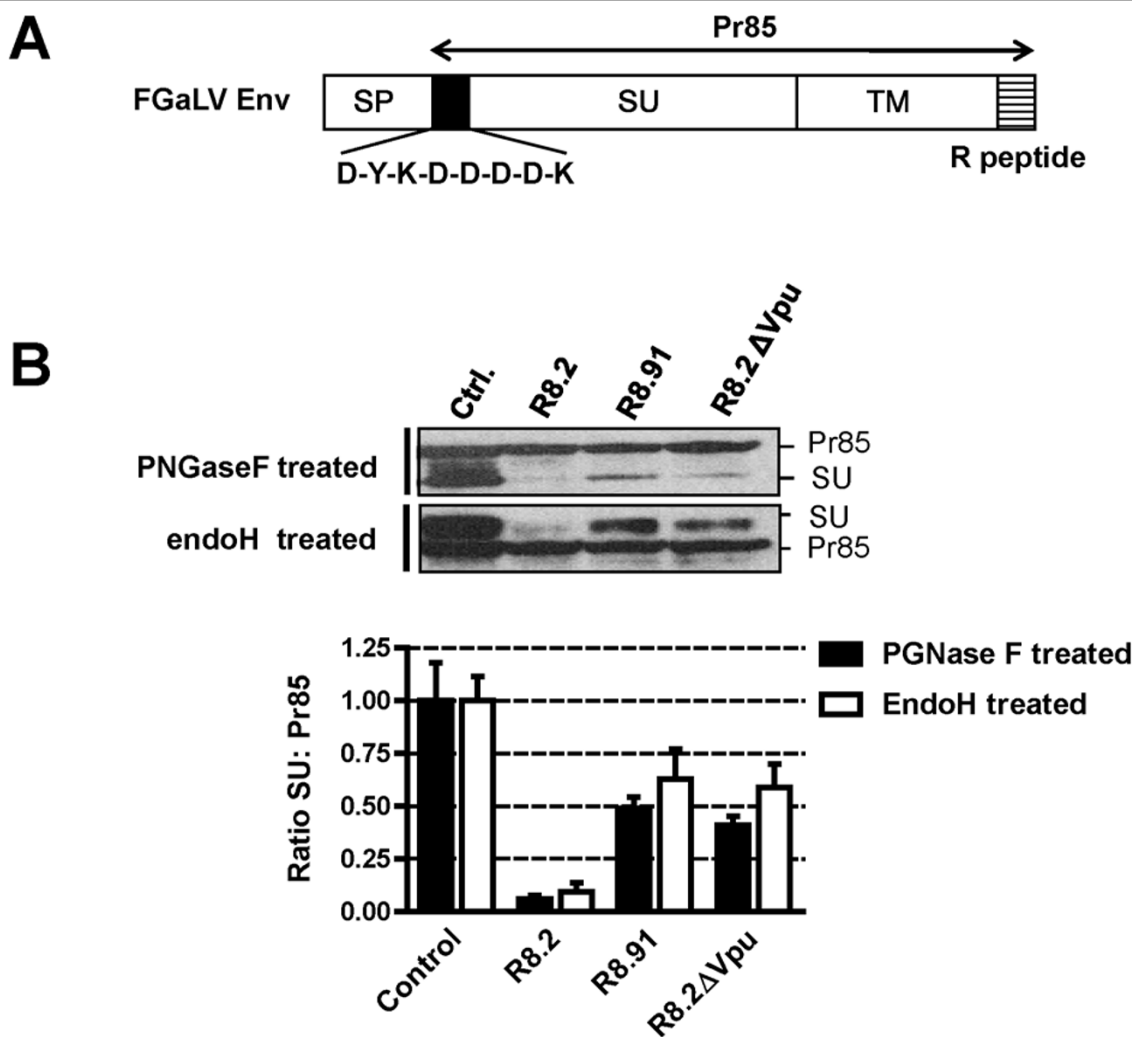 A
Pr85
FGaLV Env
SP
SU
TM
D-Y-K-D-D-D-D-K
R peptide
B
Ctrl.
R8.2
R8.91
R8.2 ΔVpu
PNGaseF treated
Pr85
SU
endoH treated
SU
Pr85
Ratio SU: Pr85
1.25
1.00
0.75
0.50
0.25
0.00
PGNase F treated
EndoH treated
Control
R8.2
R8.91
R8.2ΔVpu